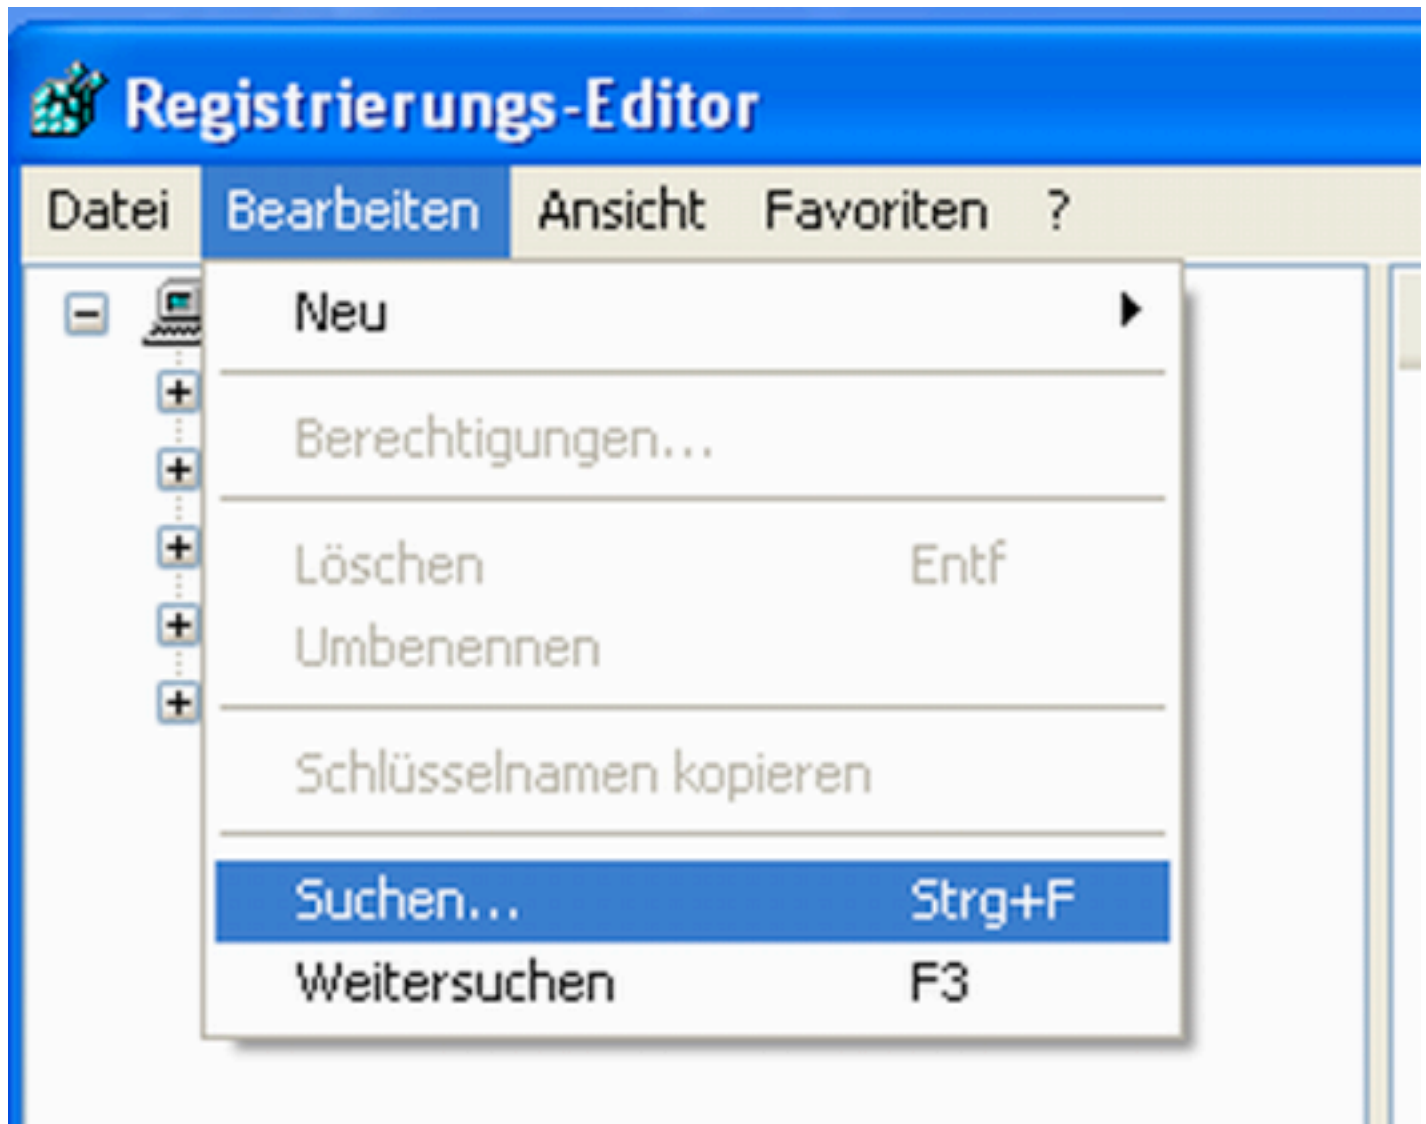 Registrierungs-Editor
Datei Bearbeiten Ansicht Favoriten ?
Neu
Berechtigungen...
Löschen Entf
Umbenennen
Schlüsselnamen kopieren
Suchen... Strg+F
Weitersuchen F3